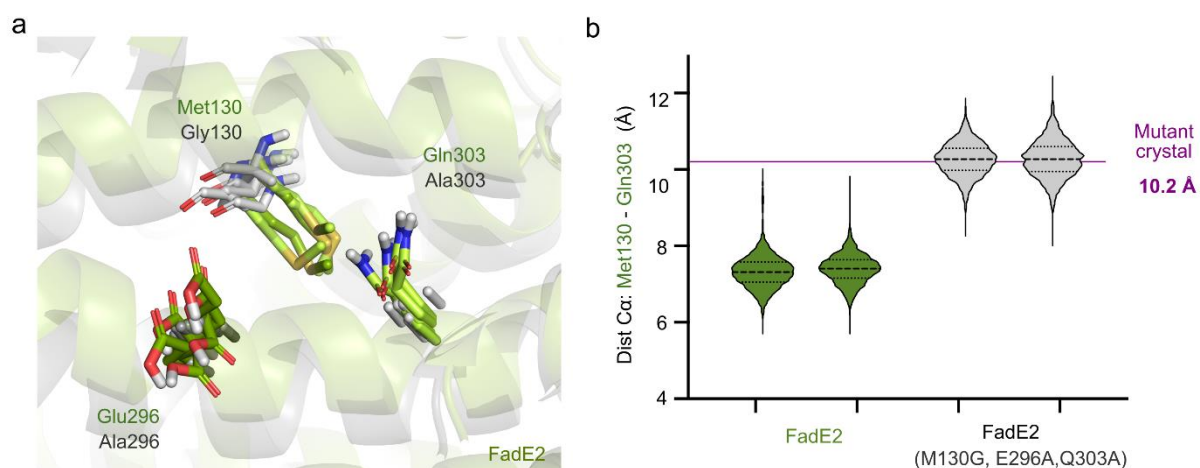 a
Met130
Gly130
Gln303
Ala303
Glu296
Ala296
FadE2
b
Dist Cα: Met130 - Gln303 (Å)
12
10
8
6
4
Mutant
crystal
10.2 Å
FadE2
FadE2
(M130G, E296A,Q303A)